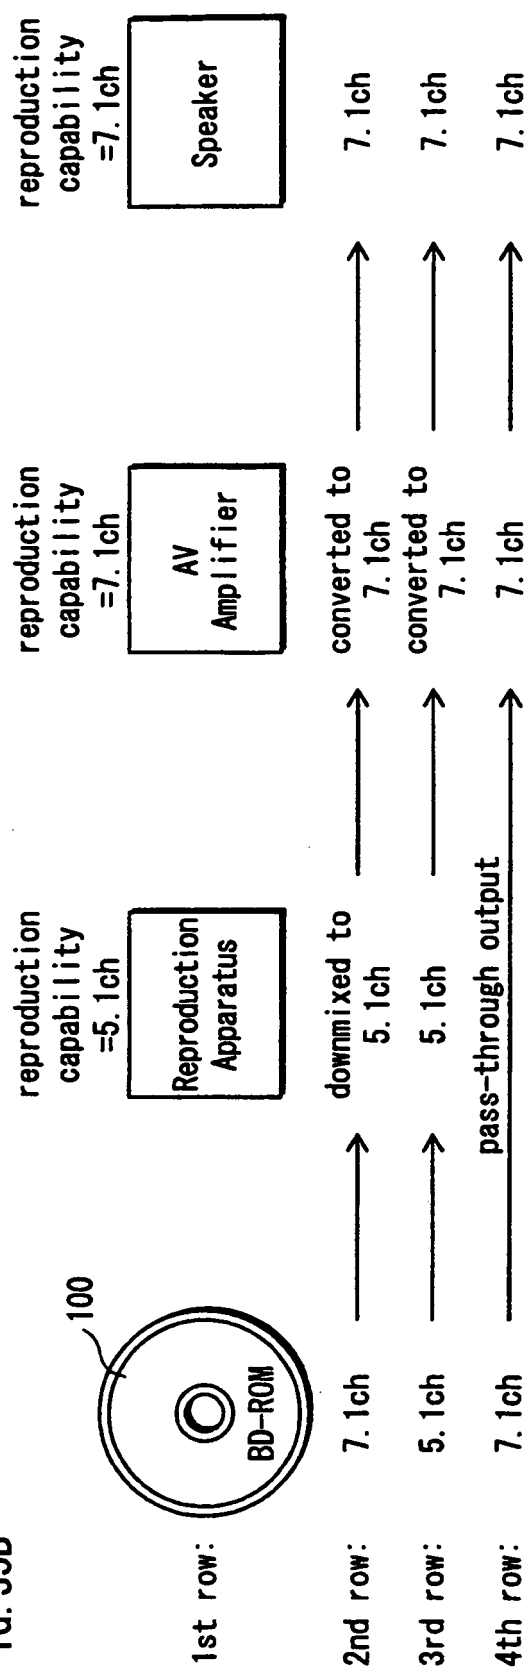 1st row:
100
BD-ROM
reproduction
capability
=5.1ch
Reproduction
Apparatus
reproduction
capability
=7.1ch
AV
Amplifier
reproduction
capability
=7.1ch
Speaker
2nd row:
7.1ch
downmixed to
5.1ch
converted to
7.1ch
7.1ch
3rd row:
5.1ch
5.1ch
converted to
7.1ch
7.1ch
4th row:
7.1ch
pass-through output
7.1ch
7.1ch